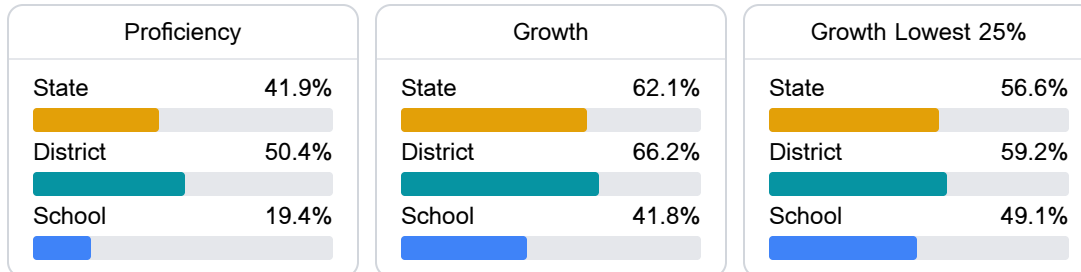 Proficiency
State 41.9%
District 50.4%
School 19.4%
Growth
State 62.1%
District 66.2%
School 41.8%
Growth Lowest 25%
State 56.6%
District 59.2%
School 49.1%